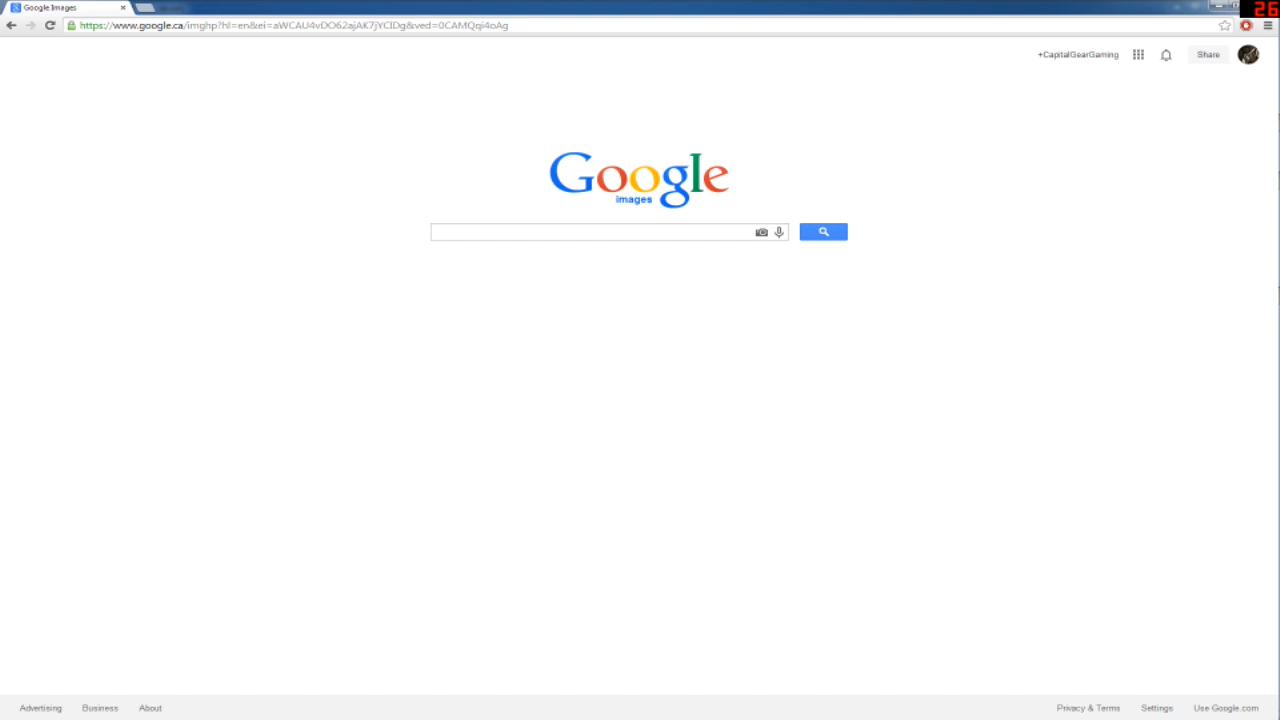 Google Images
26
https://www.google.ca/imghp?hl=en&ei=aWCAU4vDO62ajAK7jYCIDg&ved=0CAMQqi4oAg
+CapitalGearGaming
Share
Google
images
Advertising Business About
Privacy & Terms Settings Use Google.com